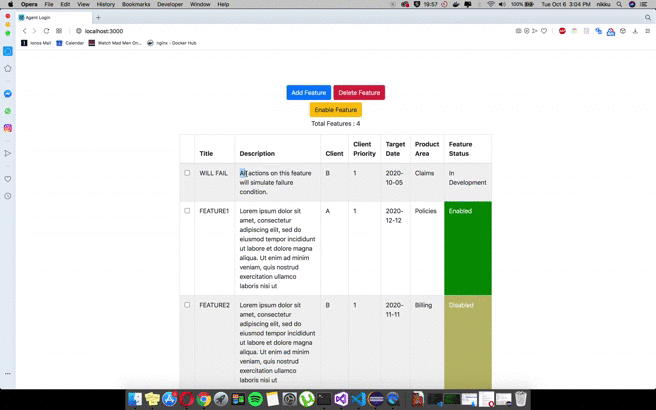 Opera File Edit View History Bookmarks Developer Window Help
19:57 100% Tue Oct 6 3:04 PM nikku
Agent Login
localhost:3000
Ionos Mail Calendar Watch Mad Men On... nginx - Docker Hub
Add Feature Delete Feature
Enable Feature
Total Features : 4
Title Description Client Client Priority Target Date Product Area Feature Status
WILL FAIL All actions on this feature will simulate failure condition. B 1 2020-10-05 Claims In Development
FEATURE1 Lorem ipsum dolor sit amet, consectetur adipiscing elit, sed do eiusmod tempor incididunt ut labore et dolore magna aliqua. Ut enim ad minim veniam, quis nostrud exercitation ullamco laboris nisi ut A 1 2020-12-12 Policies Enabled
FEATURE2 Lorem ipsum dolor sit amet, consectetur adipiscing elit, sed do eiusmod tempor incididunt ut labore et dolore magna aliqua. Ut enim ad minim veniam, quis nostrud exercitation ullamco laboris nisi ut B 1 2020-11-11 Billing Disabled